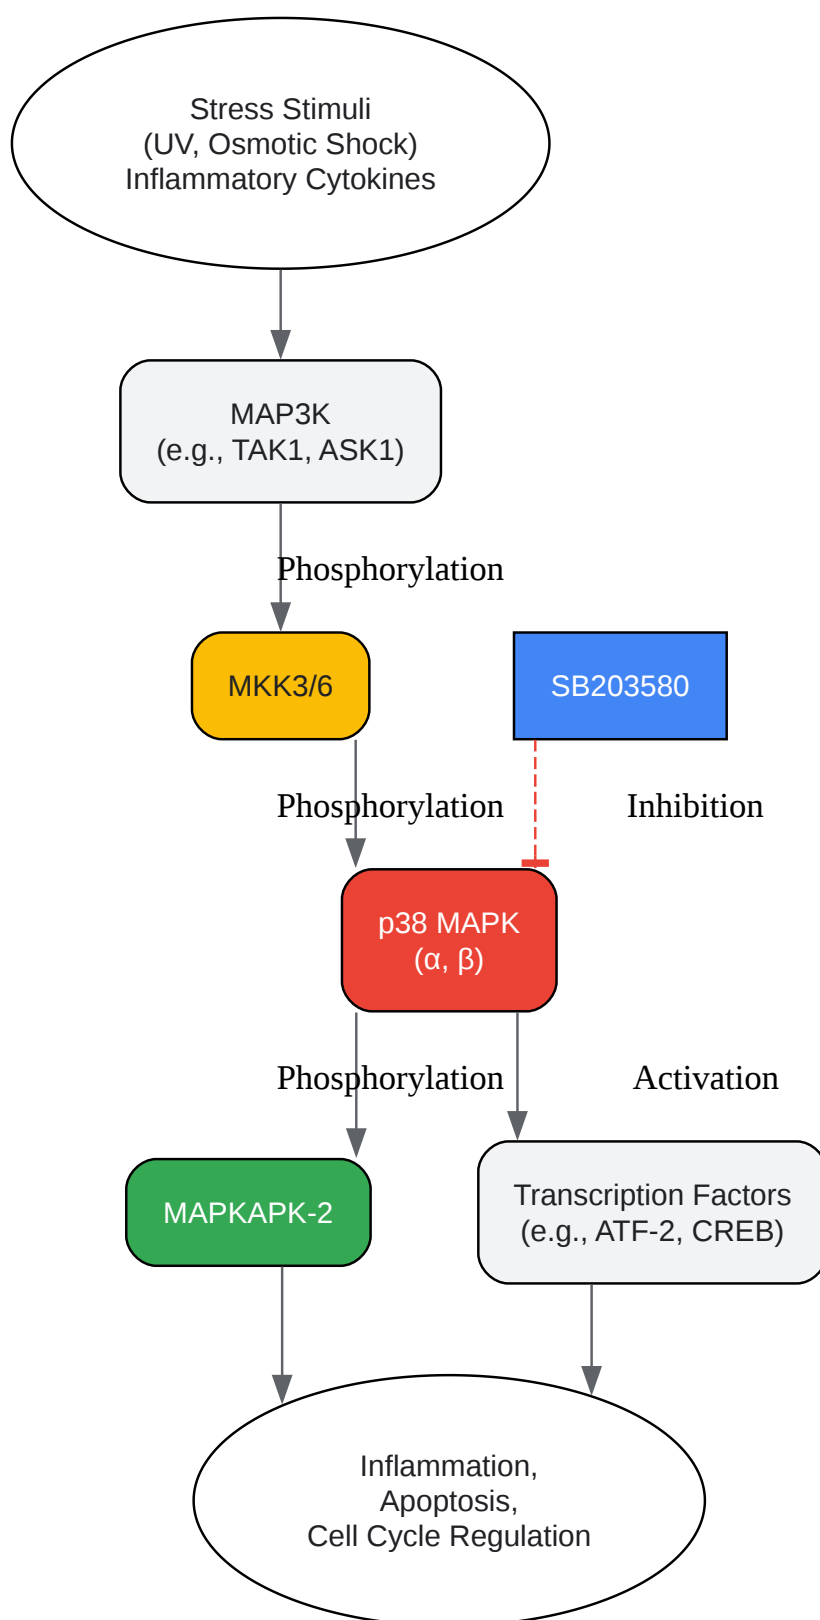 Stress Stimuli
(UV, Osmotic Shock)
Inflammatory Cytokines
MAP3K
(e.g., TAK1, ASK1)
Phosphorylation
MKK3/6
SB203580
Phosphorylation
Inhibition
p38 MAPK
(α, β)
Phosphorylation
Activation
MAPKAPK-2
Transcription Factors
(e.g., ATF-2, CREB)
Inflammation,
Apoptosis,
Cell Cycle Regulation